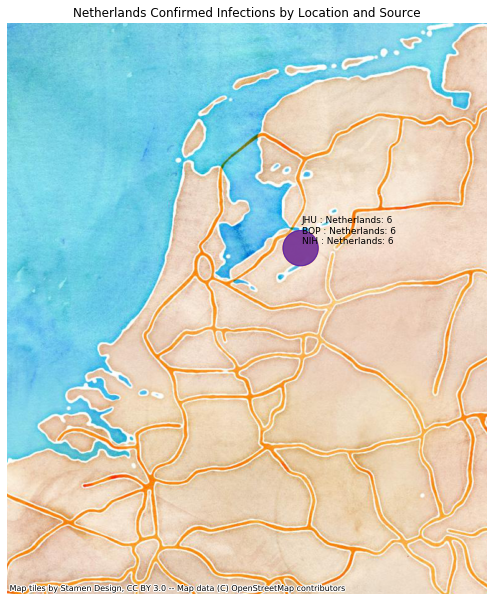 Netherlands Confirmed Infections by Location and Source
JHU : Netherlands: 6
BOP : Netherlands: 6
NIH : Netherlands: 6
Map tiles by Stamen Design, CC BY 3.0 -- Map data (C) OpenStreetMap contributors